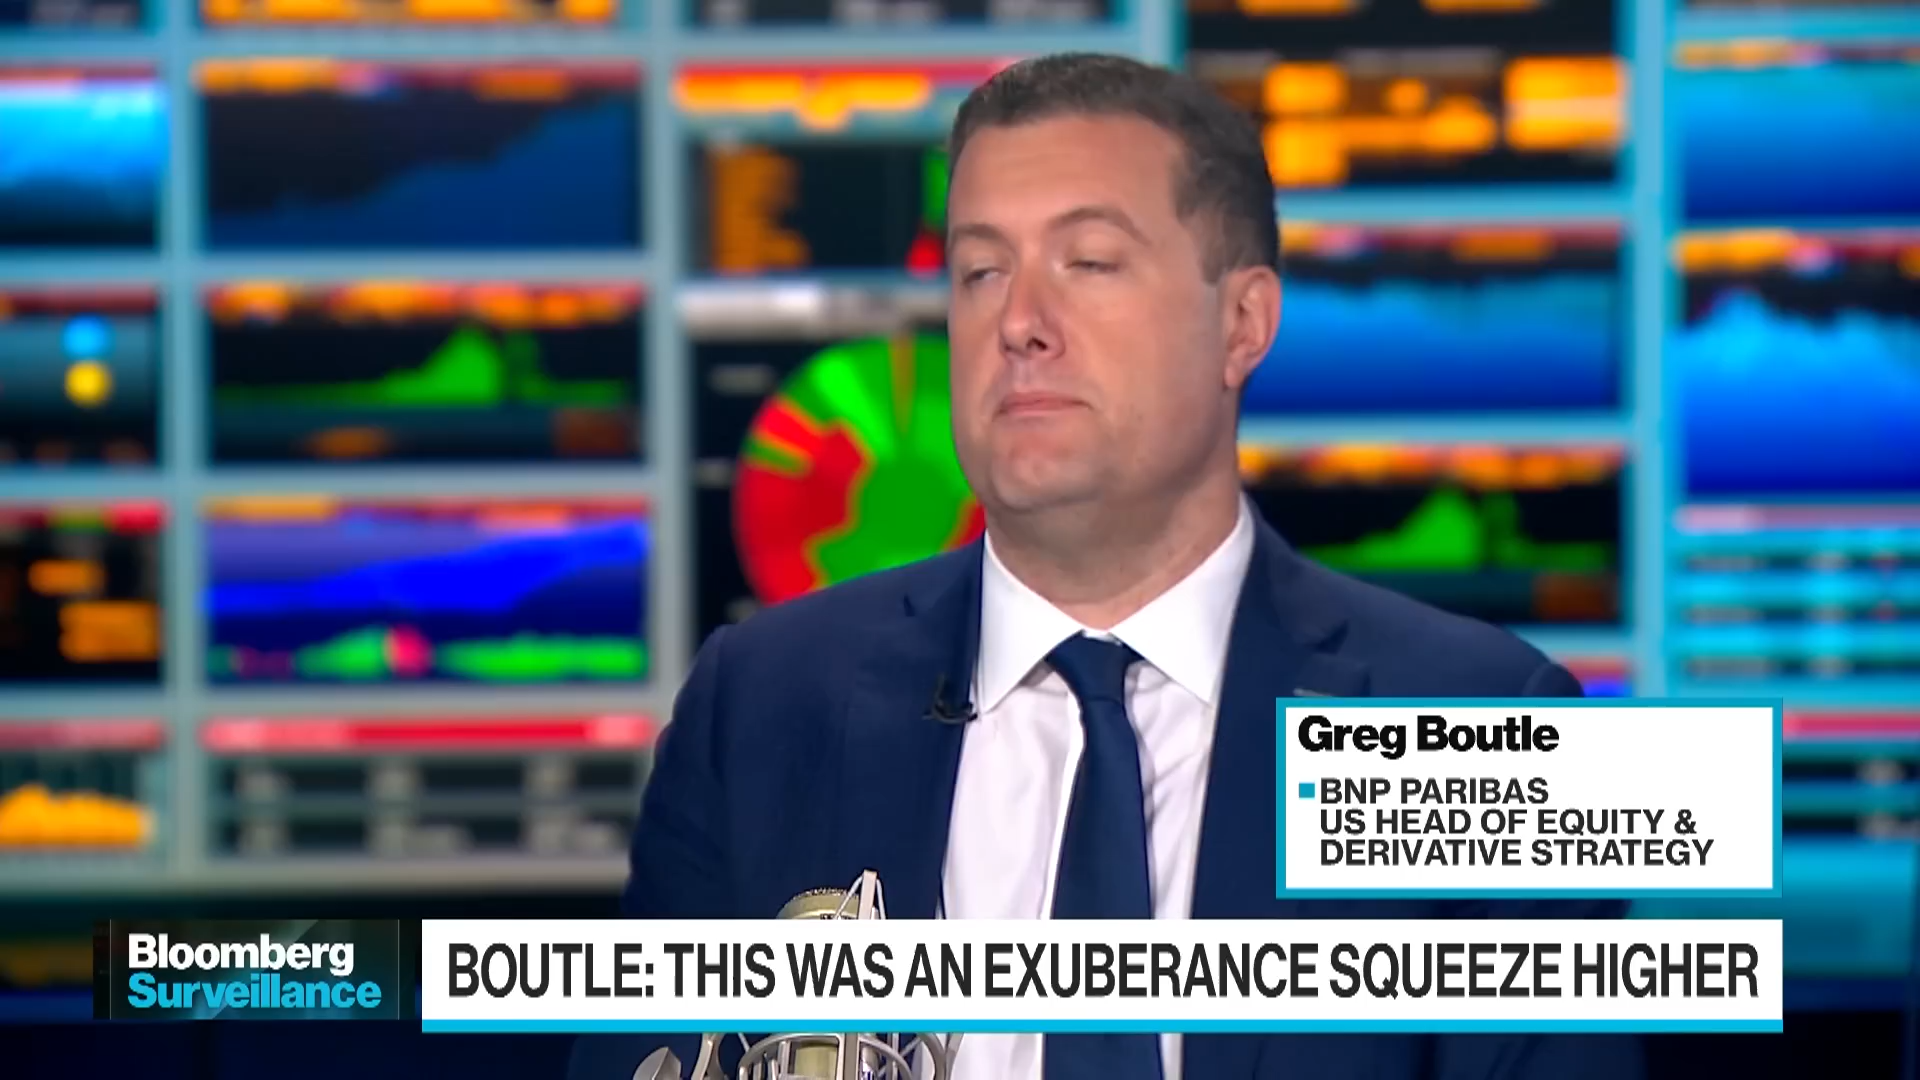 Greg Boutle
BNP PARIBAS
US HEAD OF EQUITY &
DERIVATIVE STRATEGY
Bloomberg
Surveillance
BOUTLE: THIS WAS AN EXUBERANCE SQUEEZE HIGHER